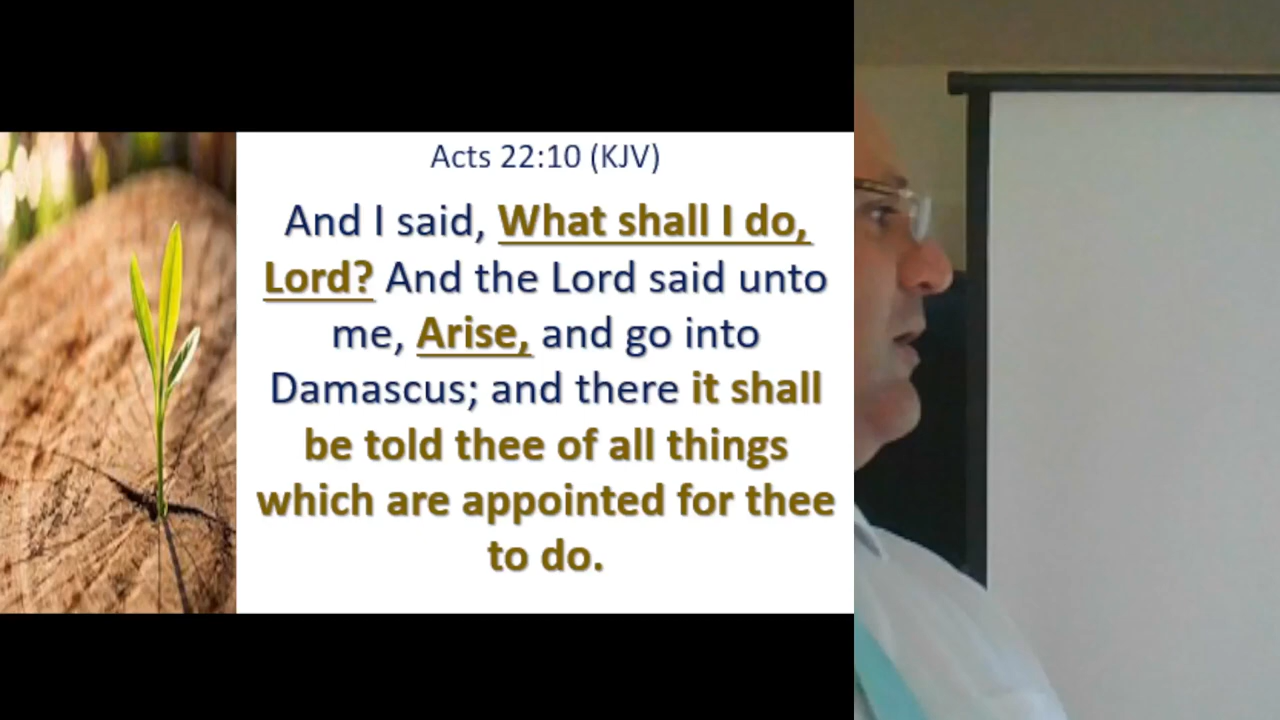 Acts 22:10 (KJV)
And I said, What shall I do,
Lord? And the Lord said unto
me, Arise, and go into
Damascus; and there it shall
be told thee of all things
which are appointed for thee
to do.